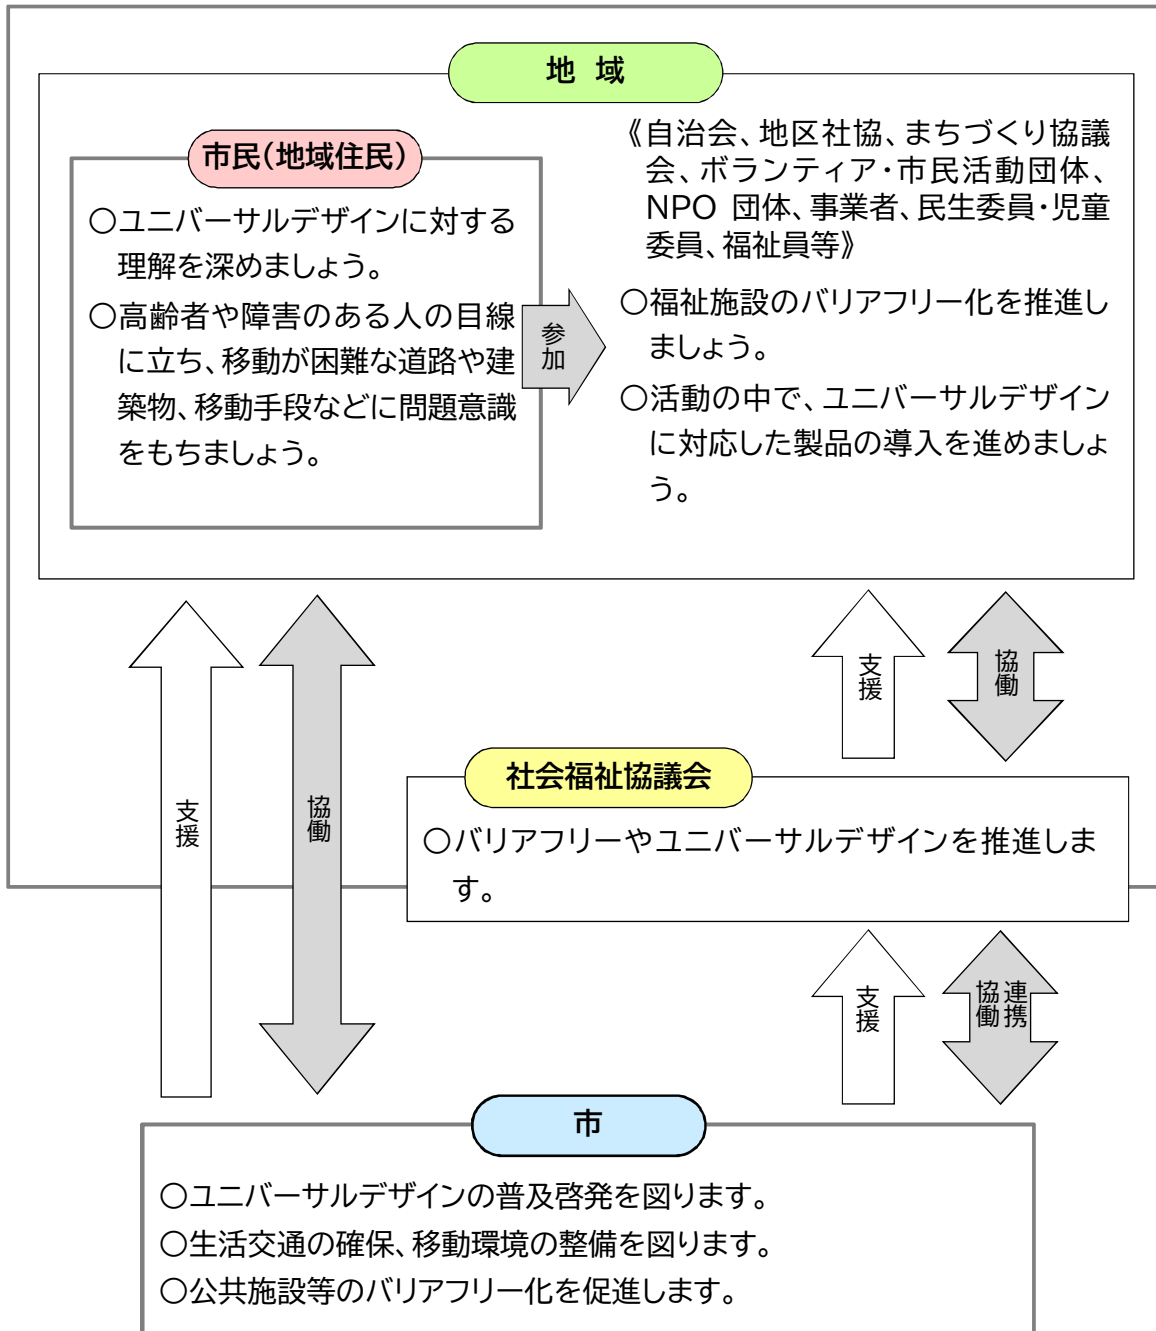 地 域
市民(地域住民)
○ユニバーサルデザインに対する
理解を深めましょう。
○高齢者や障害のある人の目線
に立ち、移動が困難な道路や建
築物、移動手段などに問題意識
をもちましょう。
参加
《自治会、地区社協、まちづくり協議
会、ボランティア・市民活動団体、
NPO 団体、事業者、民生委員・児童
委員、福祉員等》
○福祉施設のバリアフリー化を推進し
ましょう。
○活動の中で、ユニバーサルデザイン
に対応した製品の導入を進めましょ
う。
支援
協働
支援
協働
社会福祉協議会
○バリアフリーやユニバーサルデザインを推進しま
す。
支援
連携
協働
市
○ユニバーサルデザインの普及啓発を図ります。
○生活交通の確保、移動環境の整備を図ります。
○公共施設等のバリアフリー化を促進します。